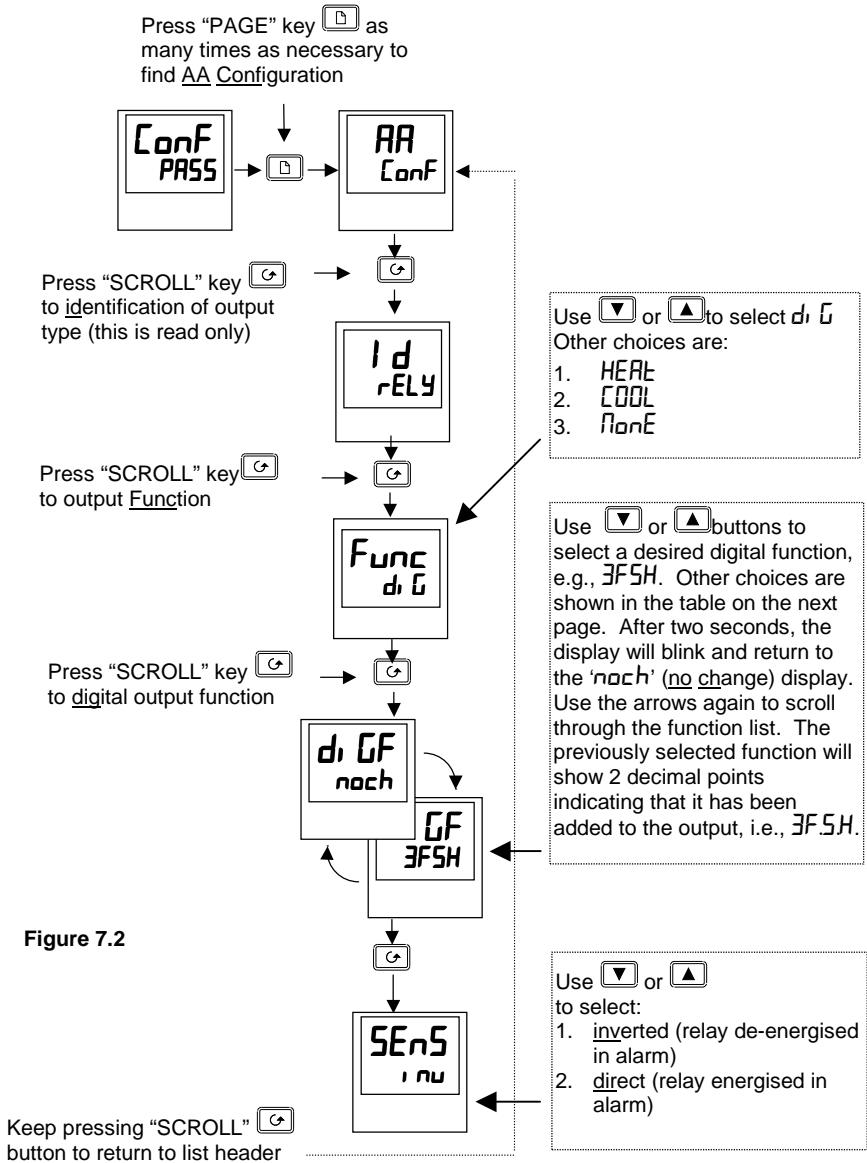 Press “PAGE” key as
many times as necessary to
find AA Configuration
ConF
PASS
AA
ConF
Press “SCROLL” key
to identification of output
type (this is read only)
Id
rELY
Use or to select diG
Other choices are:
1. HEAt
2. COOL
3. nonE
Press “SCROLL” key
to output Function
Func
diG
Use or buttons to
select a desired digital function,
e.g., 3FSH. Other choices are
shown in the table on the next
page. After two seconds, the
display will blink and return to
the ‘noch’ (no change) display.
Use the arrows again to scroll
through the function list. The
previously selected function will
show 2 decimal points
indicating that it has been
added to the output, i.e., 3F.S.H.
Press “SCROLL” key
to digital output function
diGF
noch
GF
3FSH
Figure 7.2
SEnS
inv
Use or
to select:
1. inverted (relay de-energised
in alarm)
2. direct (relay energised in
alarm)
Keep pressing “SCROLL”
button to return to list header